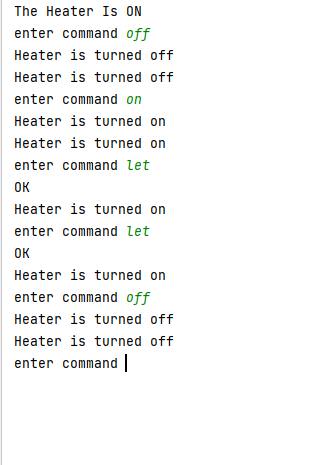 The Heater Is ON
enter command off
Heater is turned off
Heater is turned off
enter command on
Heater is turned on
Heater is turned on
enter command let
OK
Heater is turned on
enter command let
OK
Heater is turned on
enter command off
Heater is turned off
Heater is turned off
enter command